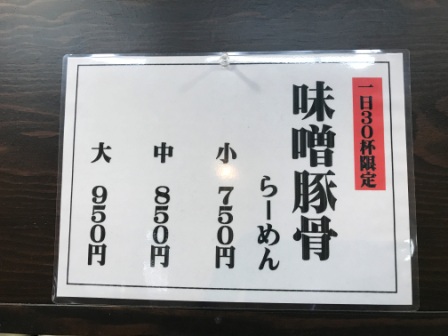 一日30杯限定
味噌豚骨
らーめん
小 750円
中 850円
大 950円